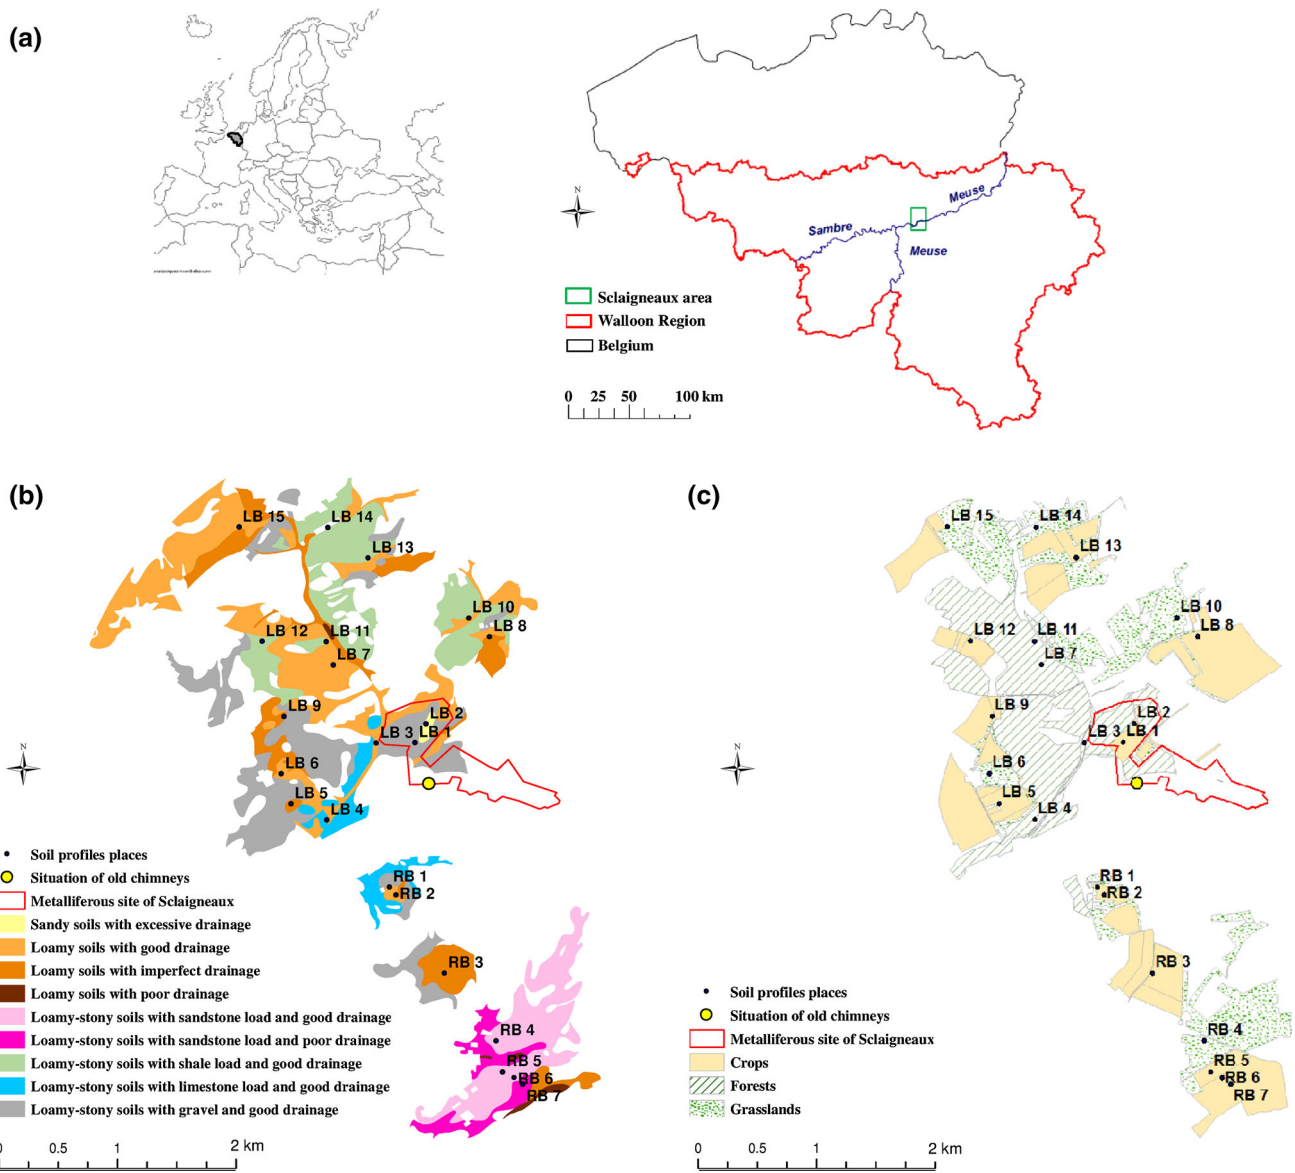 (a)
N
Meuse
Sambre
Meuse
Sclaigneaux area
Walloon Region
Belgium
0 25 50 100 km
(b)
LB 15
LB 14
LB 13
LB 10
LB 8
LB 12
LB 11
LB 7
LB 9
LB 2
LB 3
LB 1
LB 6
LB 5
LB 4
N
RB 1
RB 2
RB 3
RB 4
RB 5
RB 6
RB 7
Soil profiles places
Situation of old chimneys
Metalliferous site of Sclaigneaux
Sandy soils with excessive drainage
Loamy soils with good drainage
Loamy soils with imperfect drainage
Loamy soils with poor drainage
Loamy-stony soils with sandstone load and good drainage
Loamy-stony soils with sandstone load and poor drainage
Loamy-stony soils with shale load and good drainage
Loamy-stony soils with limestone load and good drainage
Loamy-stony soils with gravel and good drainage
0 0.5 1 2 km
(c)
LB 15
LB 14
LB 13
LB 10
LB 8
LB 12
LB 11
LB 7
LB 9
LB 2
LB 3
LB 1
LB 6
LB 5
LB 4
N
RB 1
RB 2
RB 3
RB 4
RB 5
RB 6
RB 7
Soil profiles places
Situation of old chimneys
Metalliferous site of Sclaigneaux
Crops
Forests
Grasslands
0 0.5 1 2 km